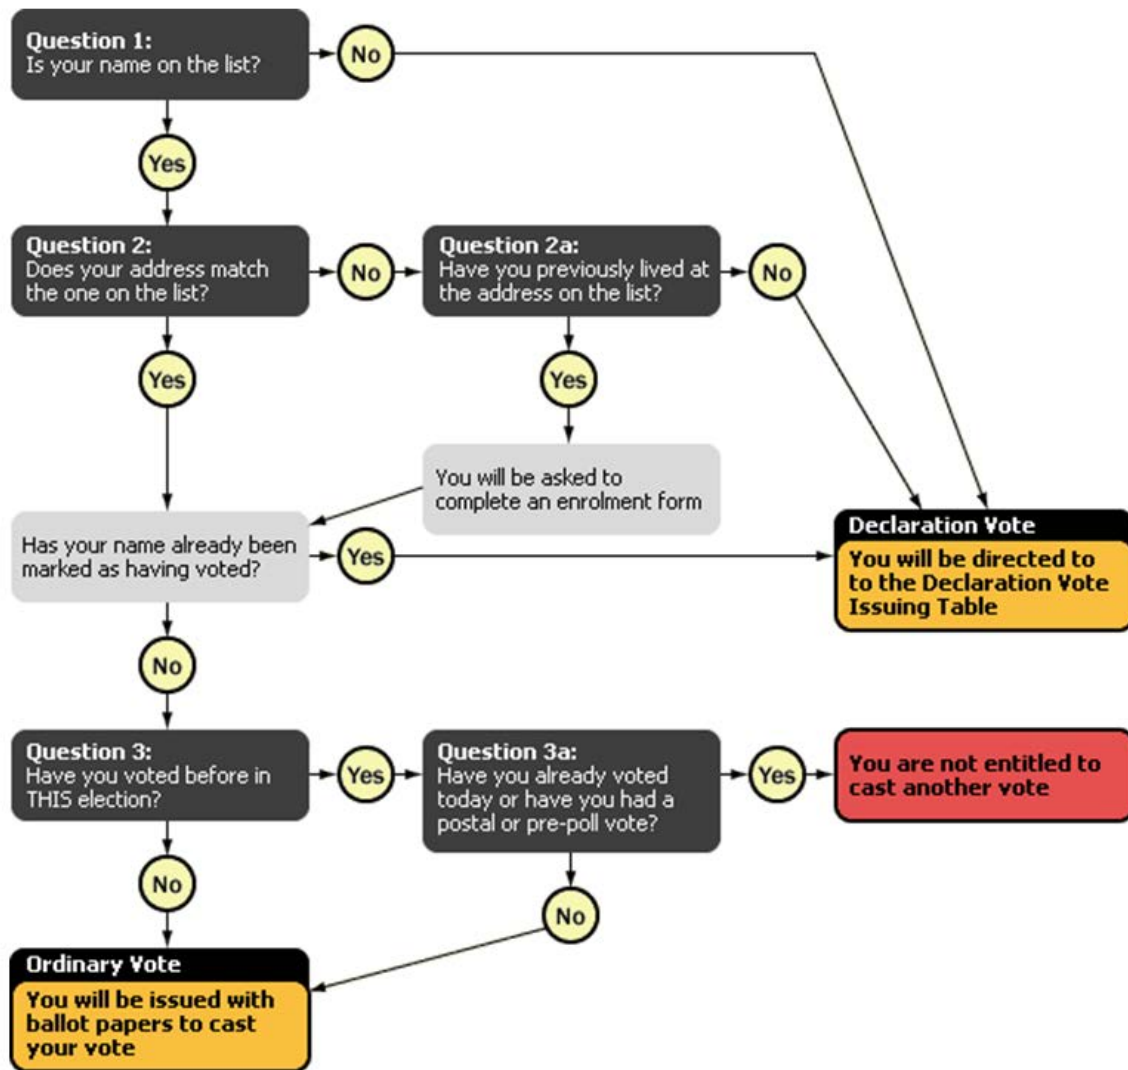 Question 1:
Is your name on the list?
No
Yes
Question 2:
Does your address match
the one on the list?
No
Question 2a:
Have you previously lived at
the address on the list?
No
Yes
Yes
You will be asked to
complete an enrolment form
Has your name already been
marked as having voted?
Yes
Declaration Vote
You will be directed to
to the Declaration Vote
Issuing Table
No
Question 3:
Have you voted before in
THIS election?
Yes
Question 3a:
Have you already voted
today or have you had a
postal or pre-poll vote?
Yes
You are not entitled to
cast another vote
No
No
Ordinary Vote
You will be issued with
ballot papers to cast
your vote